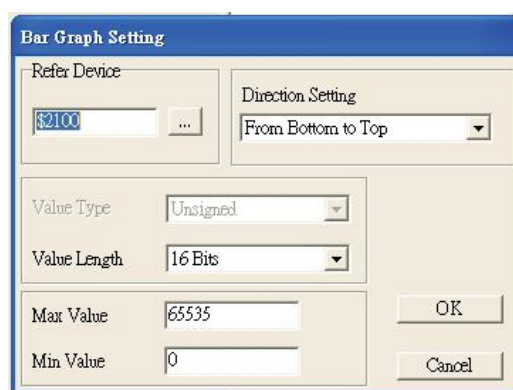 Bar Graph Setting
Refer Device
$2100
...
Direction Setting
From Bottom to Top
Value Type
Unsigned
Value Length
16 Bits
Max Value
65535
Min Value
0
OK
Cancel